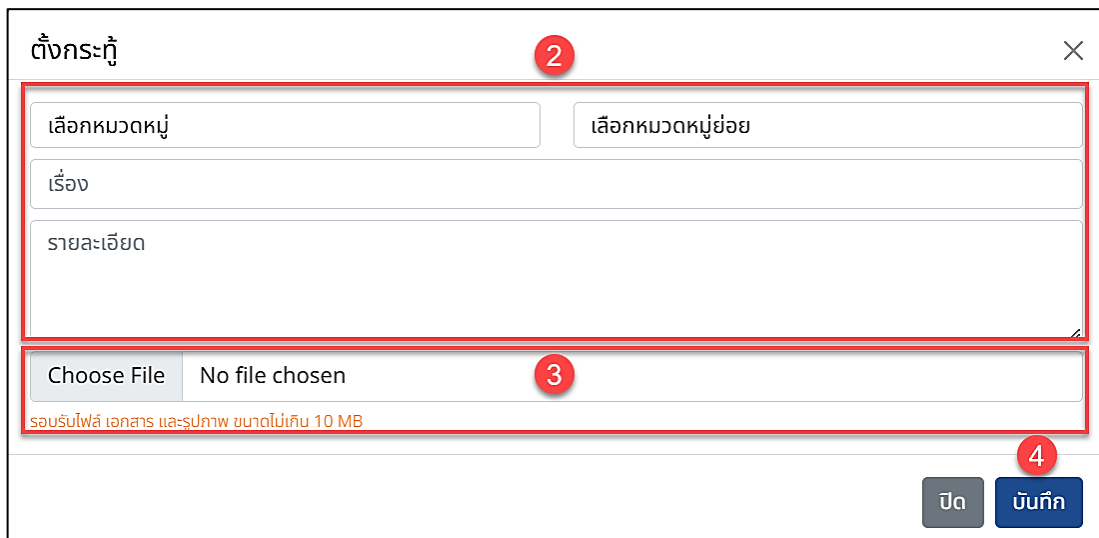 ตั้งกระทู้
2
เลือกหมวดหมู่ เลือกหมวดหมู่ย่อย
เรื่อง
รายละเอียด
Choose File No file chosen
3
รอบรับไฟล์ เอกสาร และรูปภาพ ขนาดไม่เกิน 10 MB
4
ปิด บันทึก